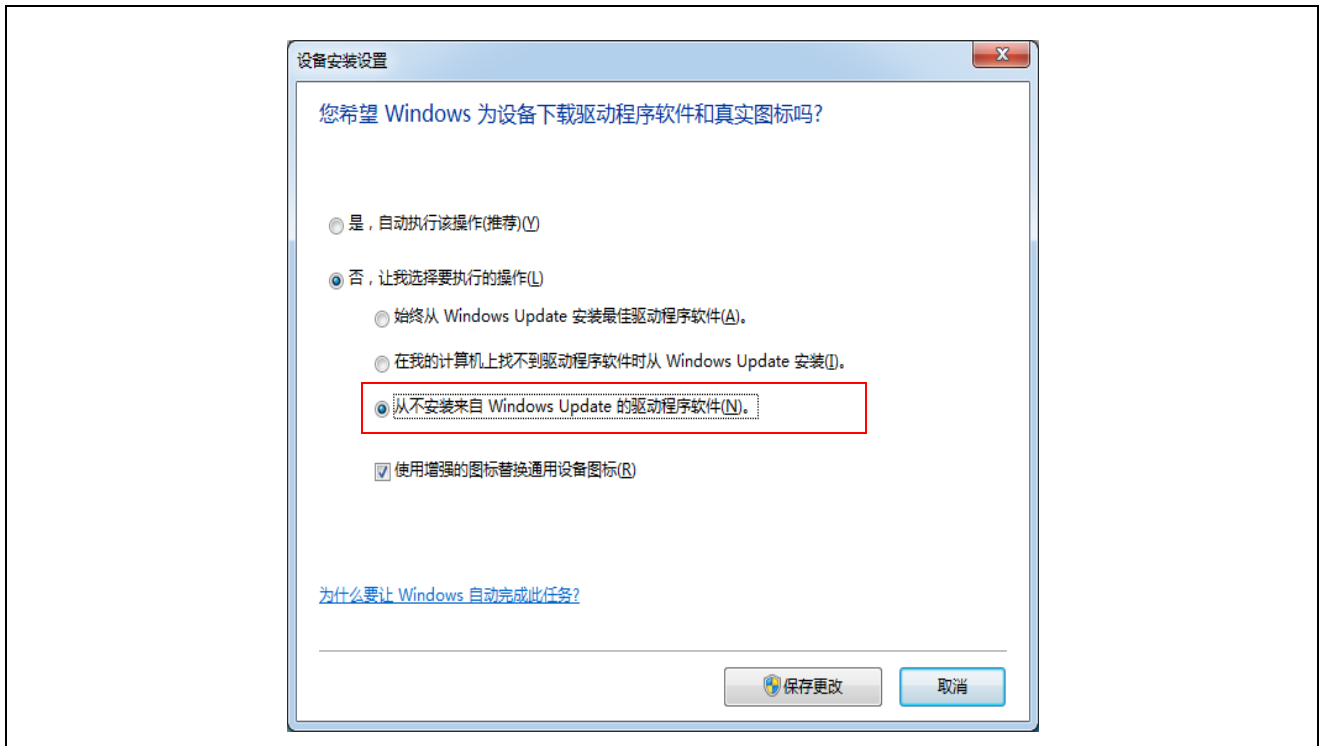 设备安装设置
您希望 Windows 为设备下载驱动程序软件和真实图标吗?
是，自动执行该操作(推荐)(Y)
否，让我选择要执行的操作(L)
始终从 Windows Update 安装最佳驱动程序软件(A)。
在我的计算机上找不到驱动程序软件时从 Windows Update 安装(I)。
从不安装来自 Windows Update 的驱动程序软件(N)。
使用增强的图标替换通用设备图标(R)
为什么要让 Windows 自动完成此任务?
保存更改
取消